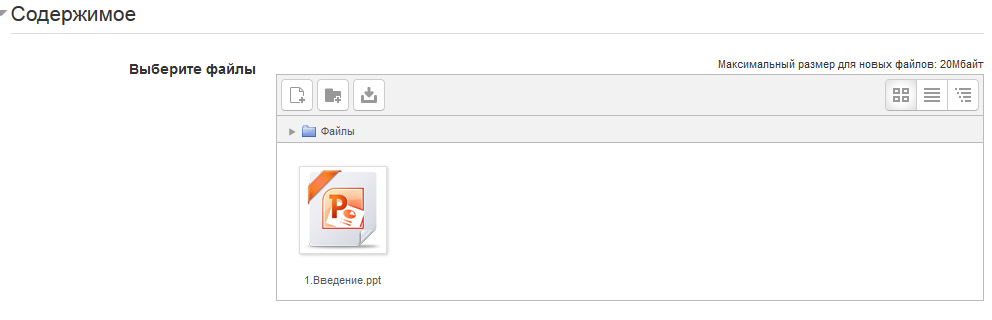 Содержимое
Выберите файлы
Максимальный размер для новых файлов: 20Мбайт
Файлы
P
1.Введение.ppt